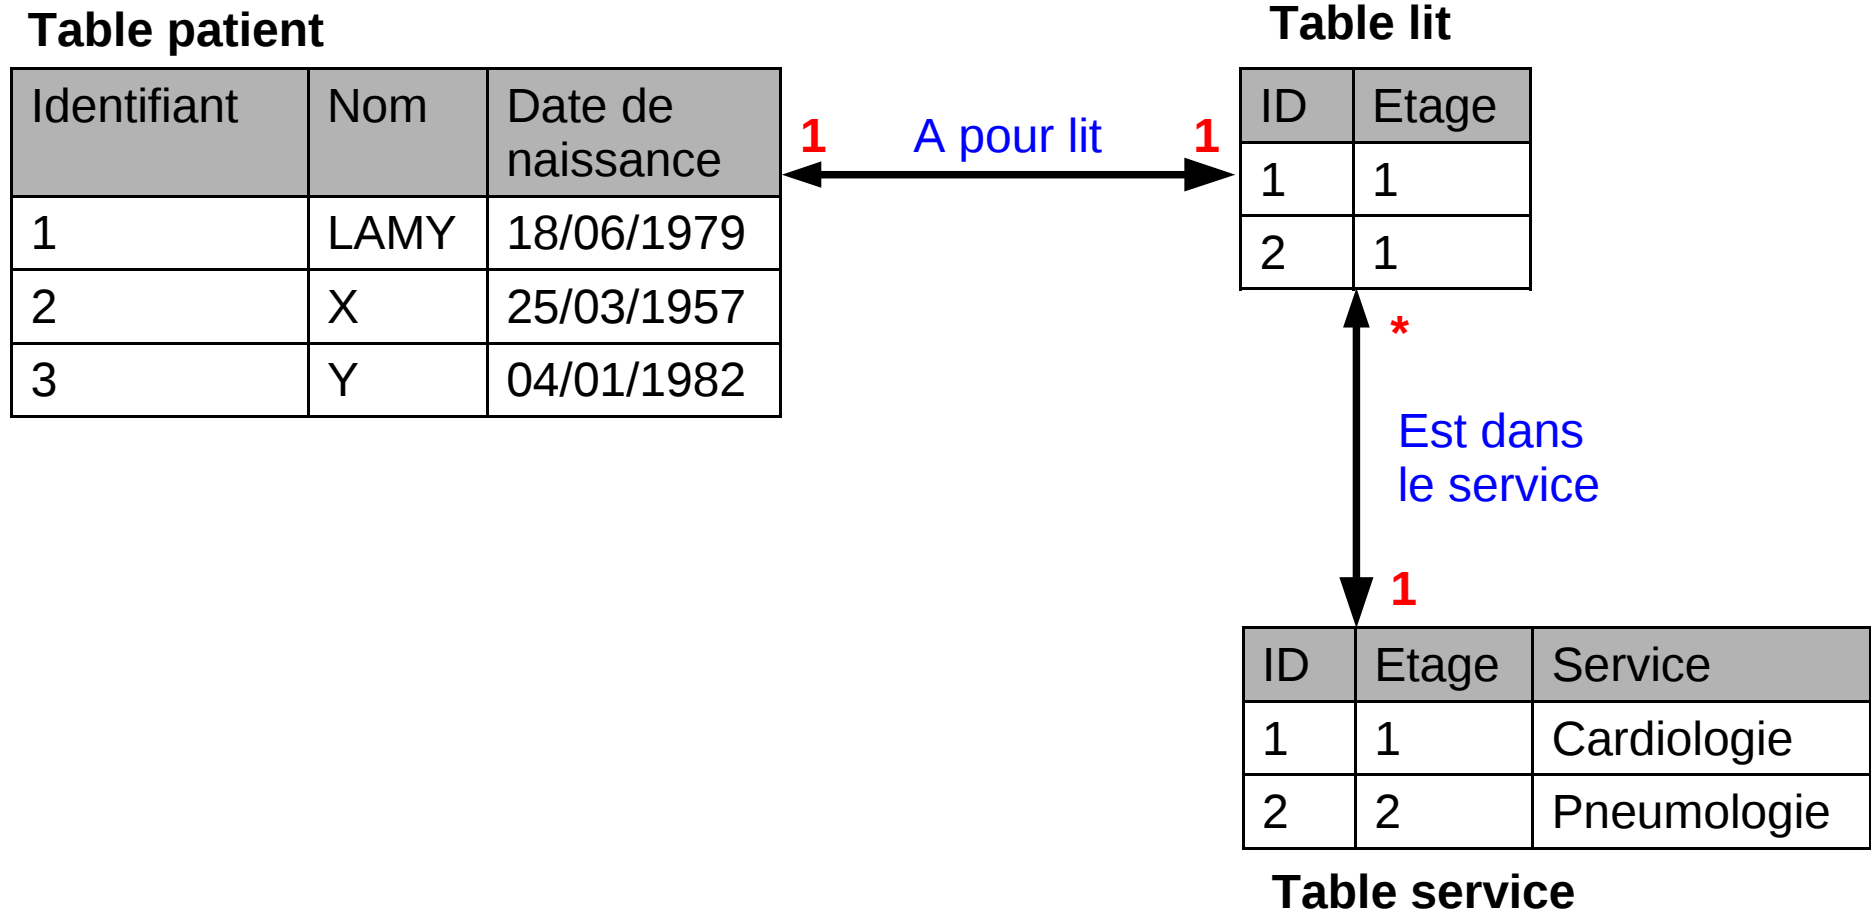 Table patient
Identifiant Nom Date de
naissance
1 LAMY 18/06/1979
2 X 25/03/1957
3 Y 04/01/1982
1 A pour lit 1
Table lit
ID Etage
1 1
2 1
*
Est dans
le service
1
ID Etage Service
1 1 Cardiologie
2 2 Pneumologie
Table service